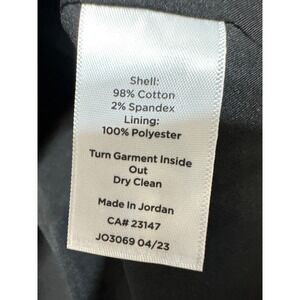 Shell:
98% Cotton
2% Spandex
Lining:
100% Polyester
Turn Garment Inside
Out
Dry Clean
Made in Jordan
CA# 23147
JO3069 04/23